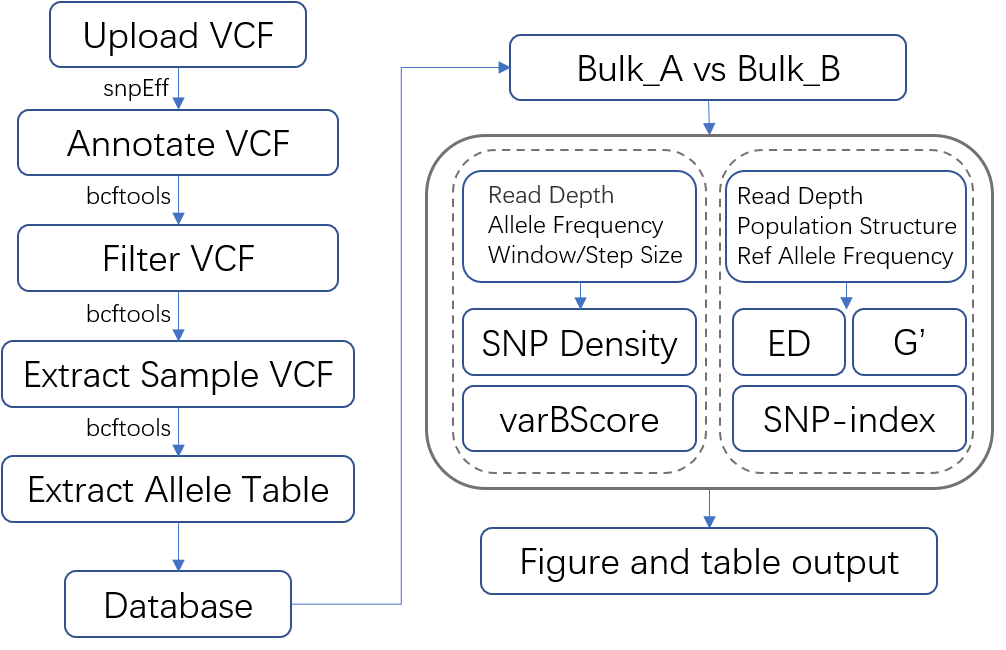 Upload VCF
snpEff
Annotate VCF
bcftools
Filter VCF
bcftools
Extract Sample VCF
bcftools
Extract Allele Table
Database
Bulk_A vs Bulk_B
Read Depth
Allele Frequency
Window/Step Size
SNP Density
varBScore
Read Depth
Population Structure
Ref Allele Frequency
ED
G’
SNP-index
Figure and table output